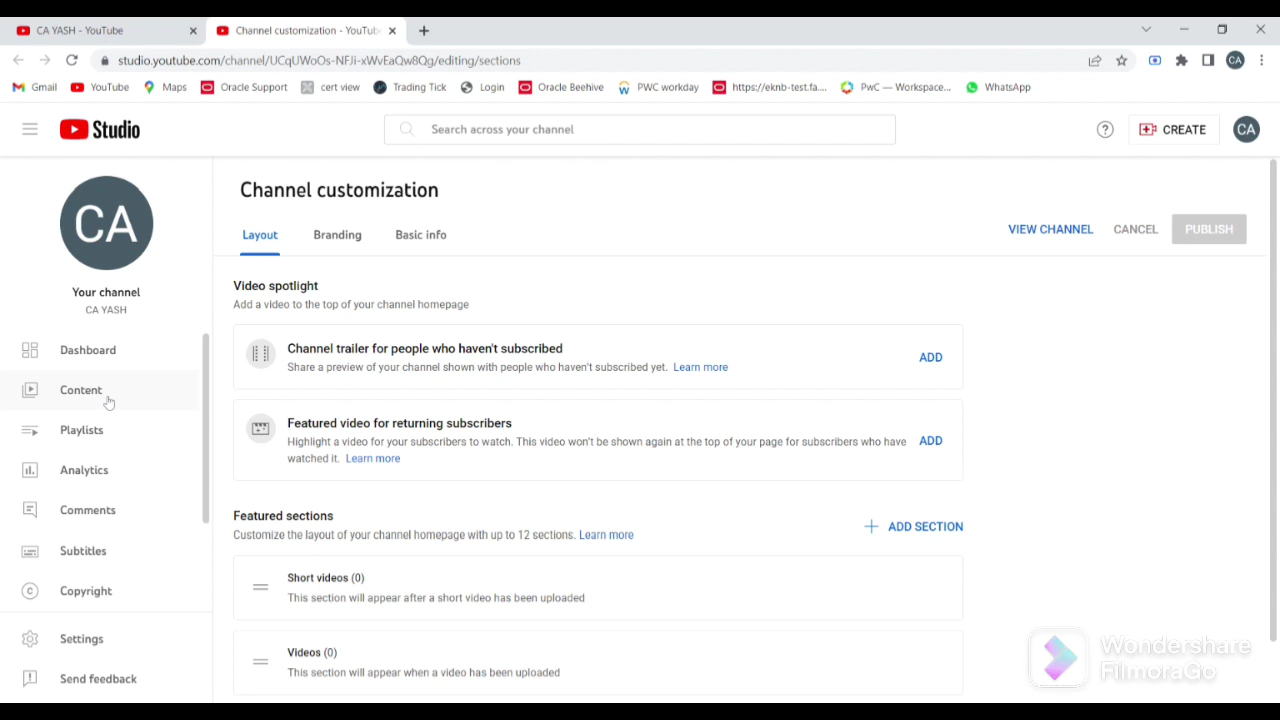 CA YASH - YouTube
Channel customization - YouTub
studio.youtube.com/channel/UCqUWoOs-NFJi-xWvEaQw8Qg/editing/sections
CA
Gmail YouTube Maps Oracle Support cert view Trading Tick Login Oracle Beehive PWC workday https://eknb-test.fa... PwC — Workspace... WhatsApp
Studio
Search across your channel
CREATE
CA
CA
Your channel
CA YASH
Dashboard
Content
Playlists
Analytics
Comments
Subtitles
Copyright
Settings
Send feedback
Channel customization
Layout Branding Basic info
VIEW CHANNEL CANCEL PUBLISH
Video spotlight
Add a video to the top of your channel homepage
Channel trailer for people who haven't subscribed
Share a preview of your channel shown with people who haven't subscribed yet. Learn more
ADD
Featured video for returning subscribers
Highlight a video for your subscribers to watch. This video won't be shown again at the top of your page for subscribers who have
watched it. Learn more
ADD
Featured sections
Customize the layout of your channel homepage with up to 12 sections. Learn more
ADD SECTION
Short videos (0)
This section will appear after a short video has been uploaded
Videos (0)
This section will appear when a video has been uploaded
Wondershare
FilmoraGo